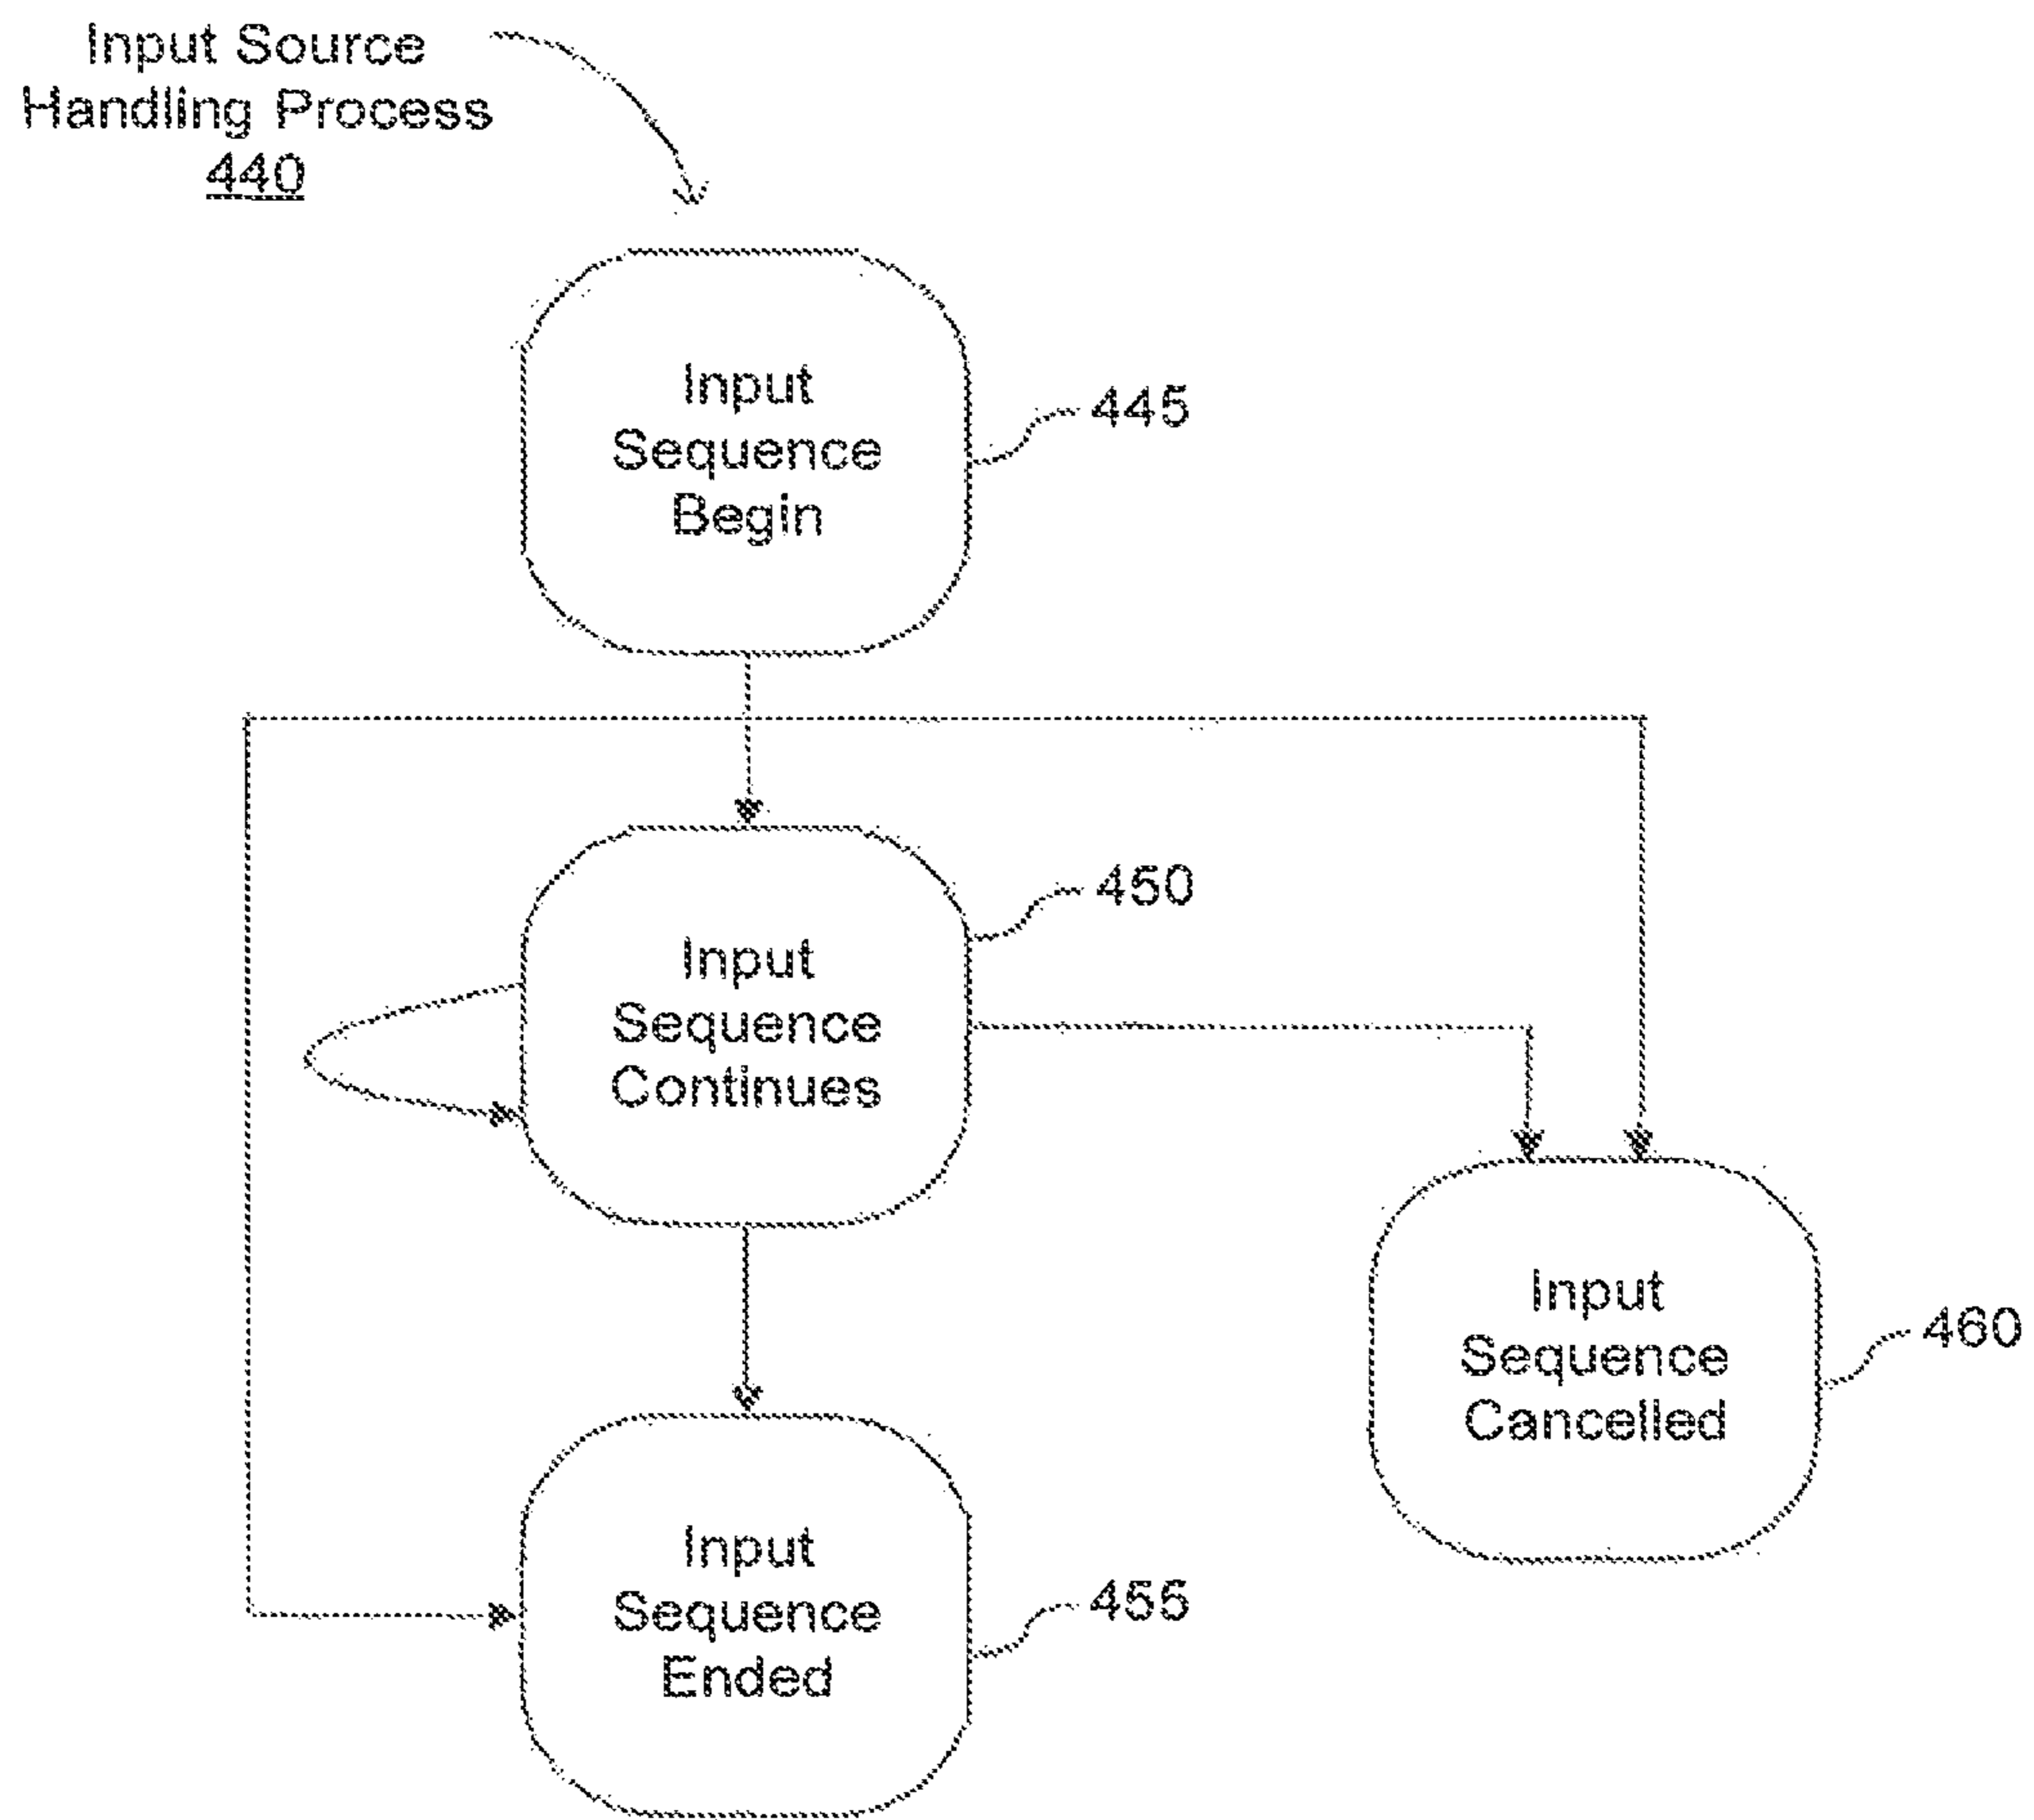 Input Source
Handling Process
440
Input
Sequence
Begin
445
Input
Sequence
Continues
450
Input
Sequence
Cancelled
460
Input
Sequence
Ended
455